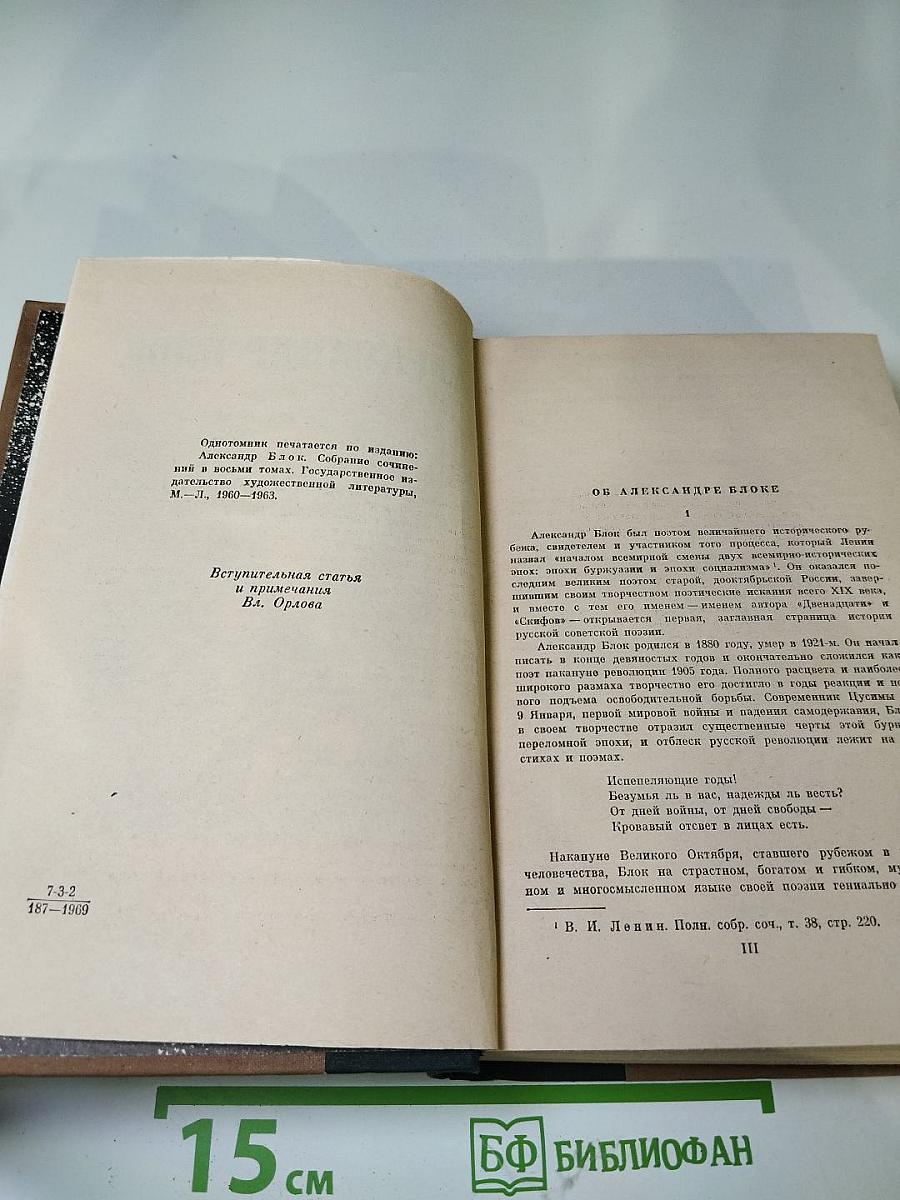 Однотомник печатается по изданию:
Александр Блок. Собрание сочине-
ний в восьми томах. Государственное из-
дательство художественной литературы,
М.—Л., 1960—1963.
Вступительная статья
и примечания
Вл. Орлова
7-3-2
187—1969
ОБ АЛЕКСАНДРЕ БЛОКЕ
1
Александр Блок был поэтом величайшего исторического ру-
бежа, свидетелем и участником того процесса, который Ленин
назвал «началом всемирной смены двух всемирно-исторических
эпох: эпохи буржуазии и эпохи социализма» ¹. Он оказался по-
следним великим поэтом старой, дооктябрьской России, завер-
шившим своим творчеством поэтические искания всего XIX века,
и вместе с тем его именем — именем автора «Двенадцати» и
«Скифов» — открывается первая, заглавная страница истории
русской советской поэзии.
Александр Блок родился в 1880 году, умер в 1921-м. Он начал
писать в конце девяностых годов и окончательно сложился как
поэт накануне революции 1905 года. Полного расцвета и наиболее
широкого размаха творчество его достигло в годы реакции и но
вого подъема освободительной борьбы. Современник Цусимы
9 Января, первой мировой войны и падения самодержавия, Бл
в своем творчестве отразил существенные черты этой бурн
переломной эпохи, и отблеск русской революции лежит на
стихах и поэмах.
Испепеляющие годы!
Безумья ль в вас, надежды ль весть?
От дней войны, от дней свободы —
Кровавый отсвет в лицах есть.
Накануне Великого Октября, ставшего рубежом в
человечества, Блок на страстном, богатом и гибком, му
ном и многосмысленном языке своей поэзии гениально
¹ В. И. Ленин. Полн. собр. соч., т. 38, стр. 220.
III
15 см
БФ БИБЛИОФАН